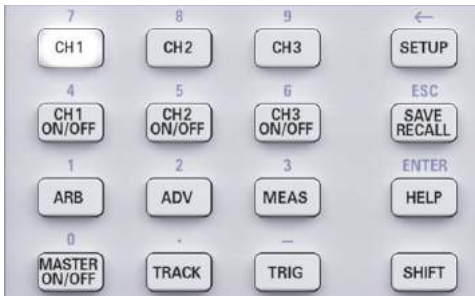 7 8 9 ←
CH1 CH2 CH3 SETUP
4 5 6 ESC
CH1 CH2 CH3 SAVE
ON/OFF ON/OFF ON/OFF RECALL
1 2 3 ENTER
ARB ADV MEAS HELP
0 . −
MASTER
ON/OFF TRACK TRIG SHIFT